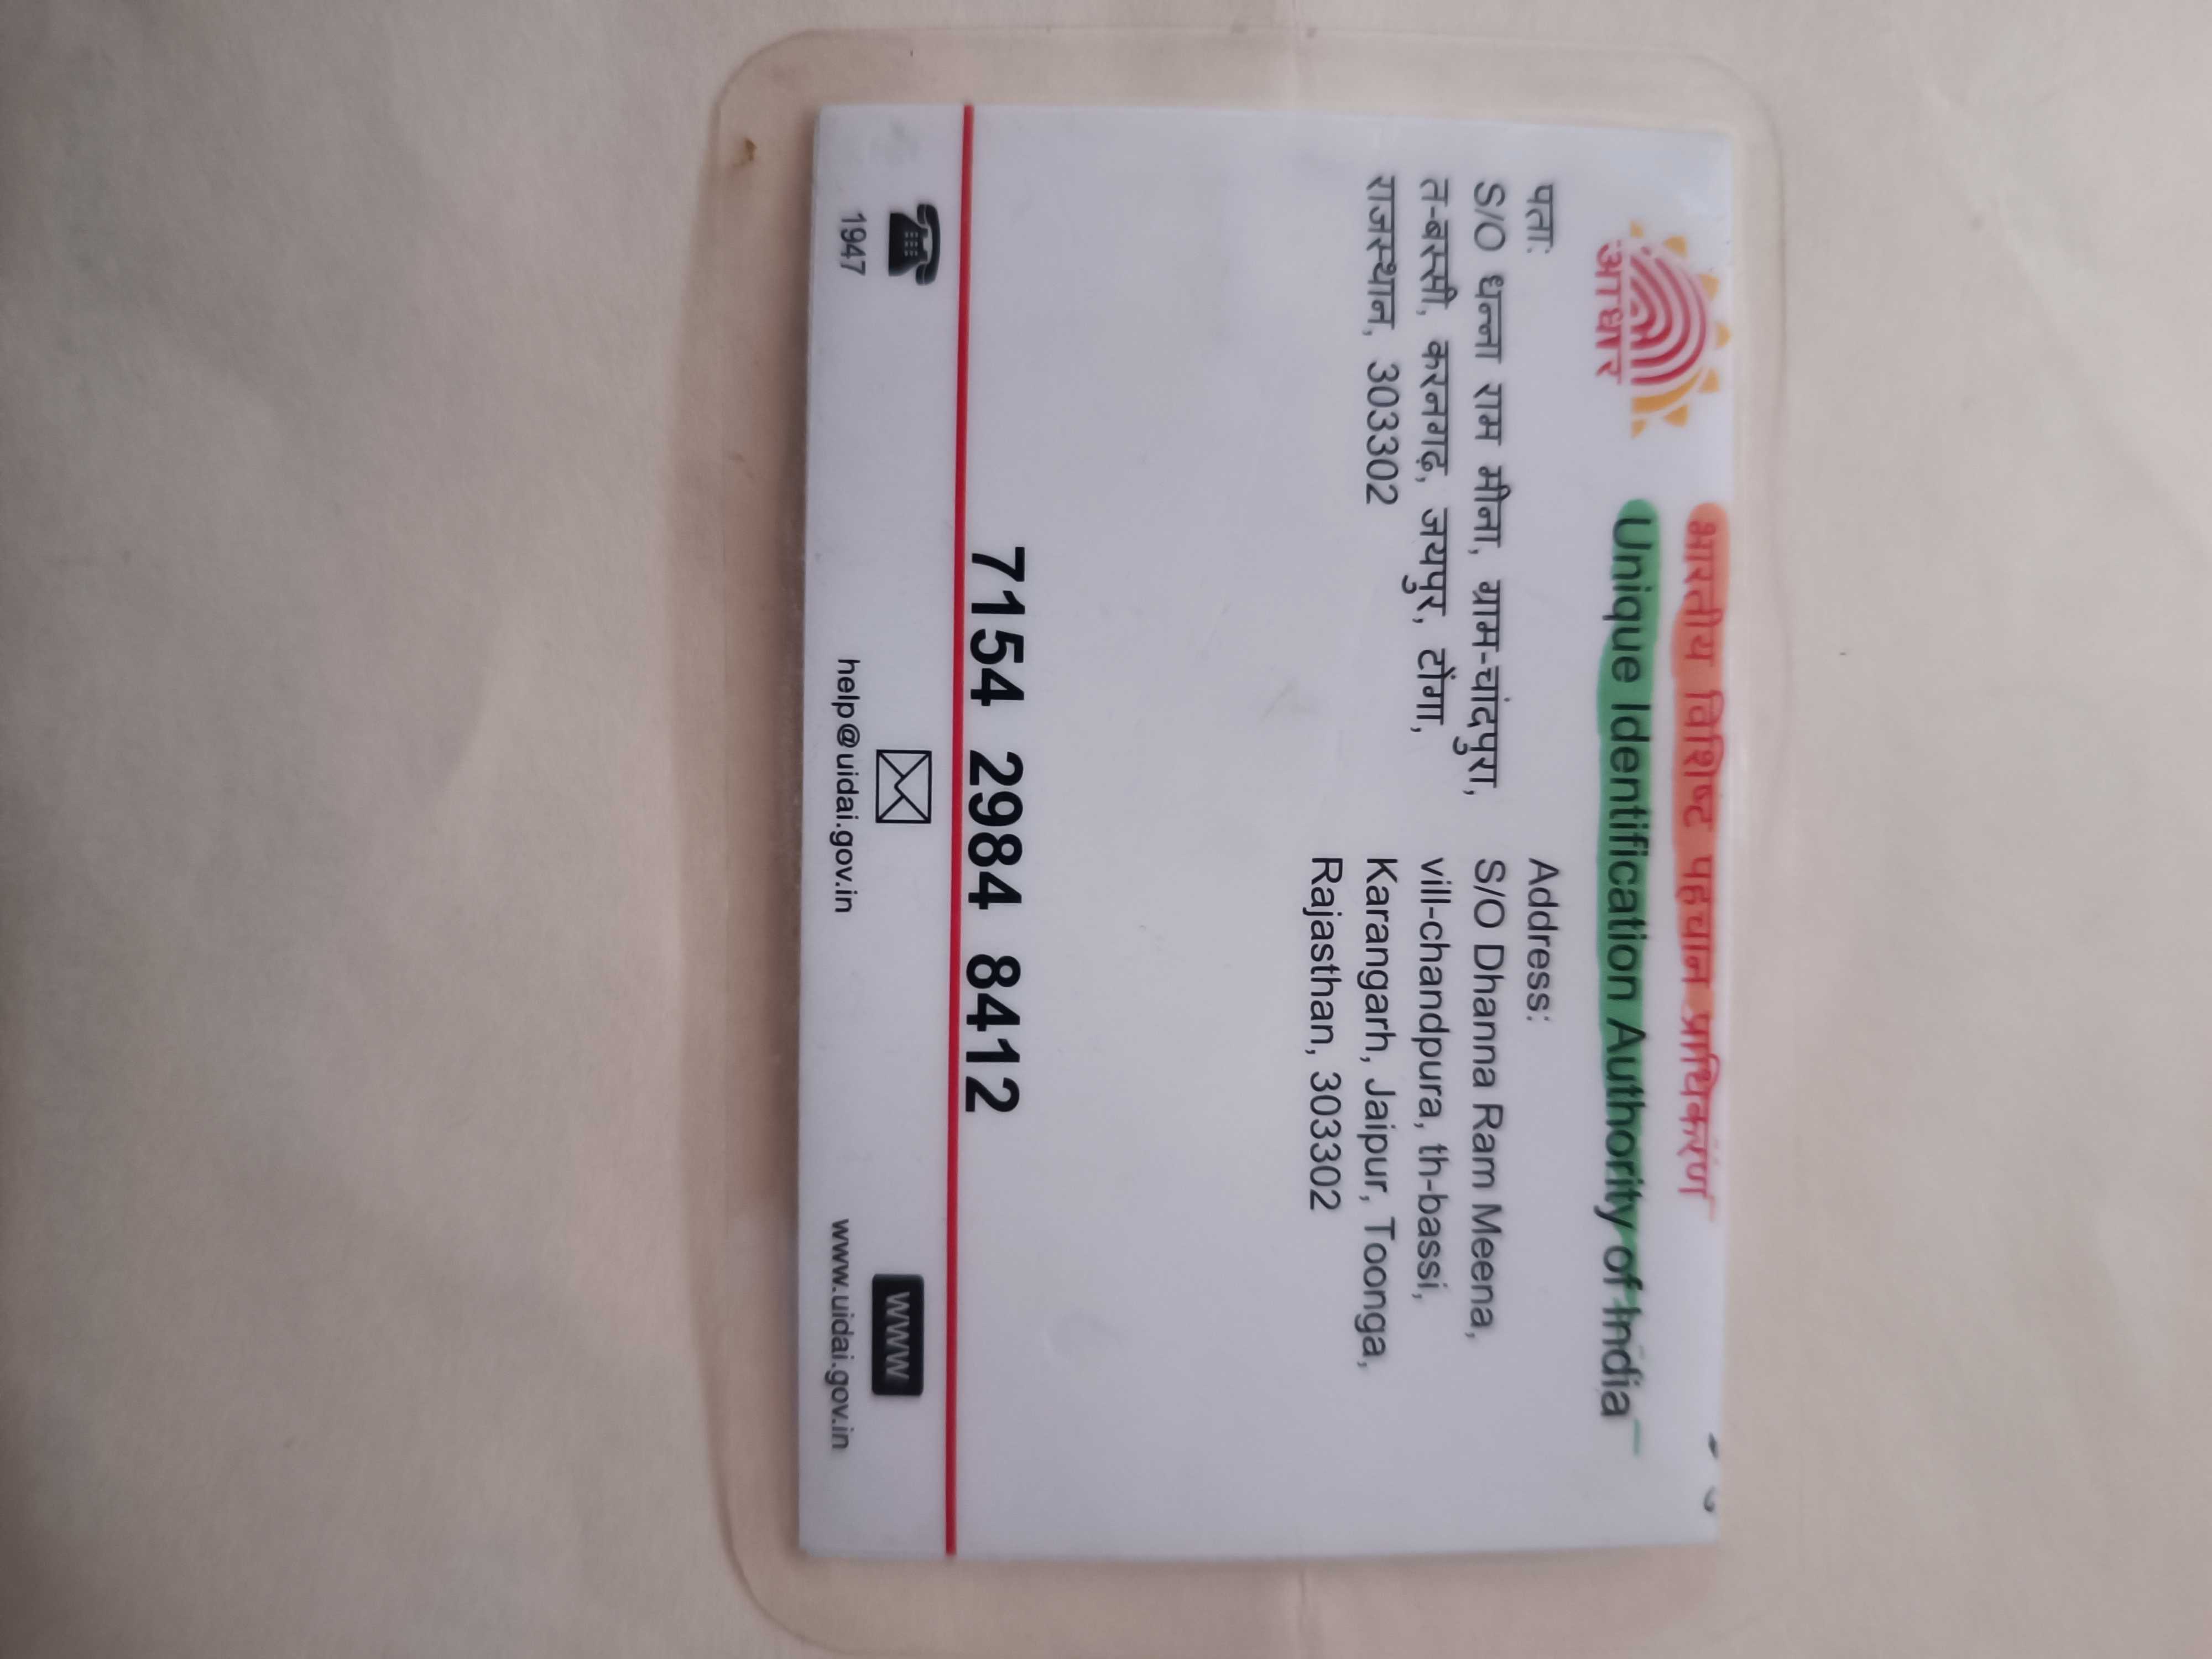 भारतीय विशिष्ट पहचान प्राधिकरण
Unique Identification Authority of India
आधार
पता:
S/O धन्ना राम मीना, ग्राम-चांदपुरा,
त-बस्सी, करनगढ़, जयपुर, टोंगा,
राजस्थान, 303302
Address:
S/O Dhanna Ram Meena,
vill-chandpura, th-bassi,
Karangarh, Jaipur, Toonga,
Rajasthan, 303302
7154 2984 8412
1947
help@uidai.gov.in
WWW
www.uidai.gov.in